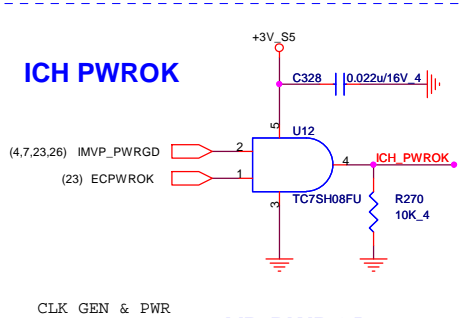 +3V_S5
ICH PWROK
C328 0.022u/16V_4
5
U12
(4,7,23,26) IMVP_PWRGD 2
4 ICH_PWROK
(23) ECPWROK 1
TC7SH08FU
R270
10K_4
3
CLK GEN & PWR